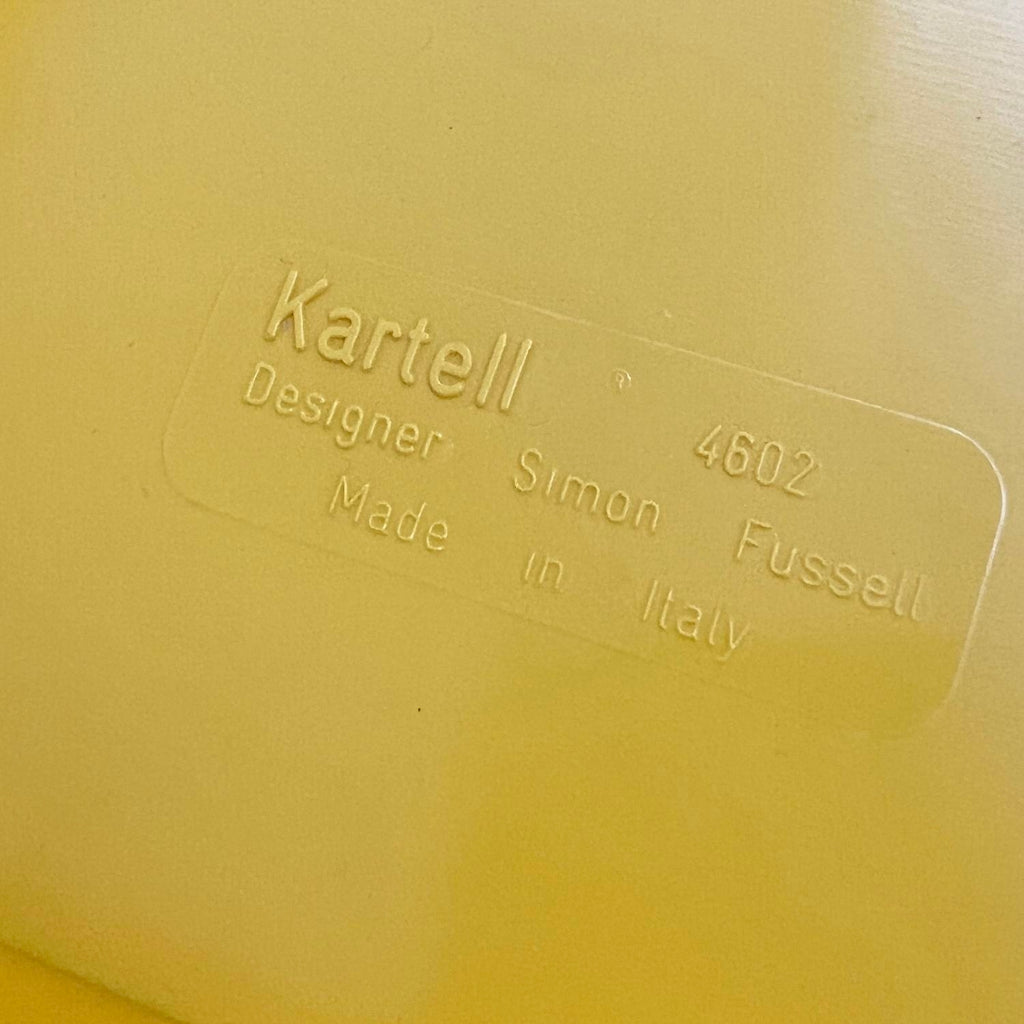 Kartell ® 4602
Designer Simon Fussell
Made in Italy